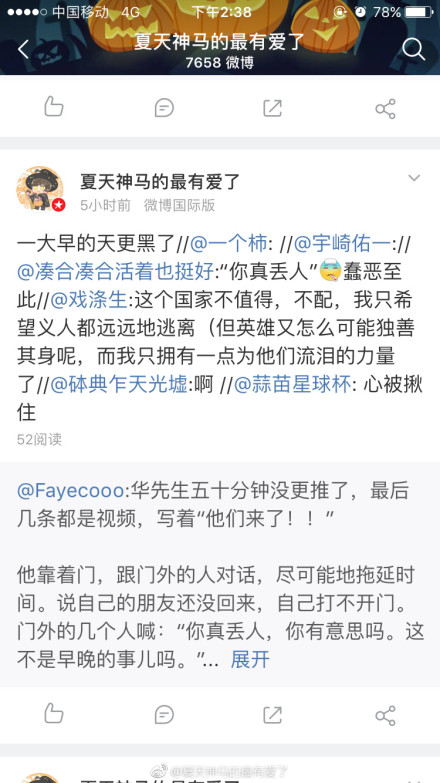 中国移动 4G 下午2:38 78%
夏天神马的最有爱了
7658 微博
夏天神马的最有爱了
5小时前 微博国际版
一大早的天更黑了//@一个柿: //@宇崎佑一://
@凑合凑合活着也挺好:“你真丢人”蠢恶至
此//@戏涤生:这个国家不值得，不配，我只希
望义人都远远地逃离（但英雄又怎么可能独善
其身呢，而我只拥有一点为他们流泪的力量
了//@砵典乍天光墟:啊 //@蒜苗星球杯: 心被揪
住
52阅读
@Fayecooo:华先生五十分钟没更推了，最后
几条都是视频，写着“他们来了！！”
他靠着门，跟门外的人对话，尽可能地拖延时
间。说自己的朋友还没回来，自己打不开门。
门外的几个人喊：“你真丢人，你有意思吗。这
不是早晚的事儿吗。”... 展开
@夏天神马的最有爱了